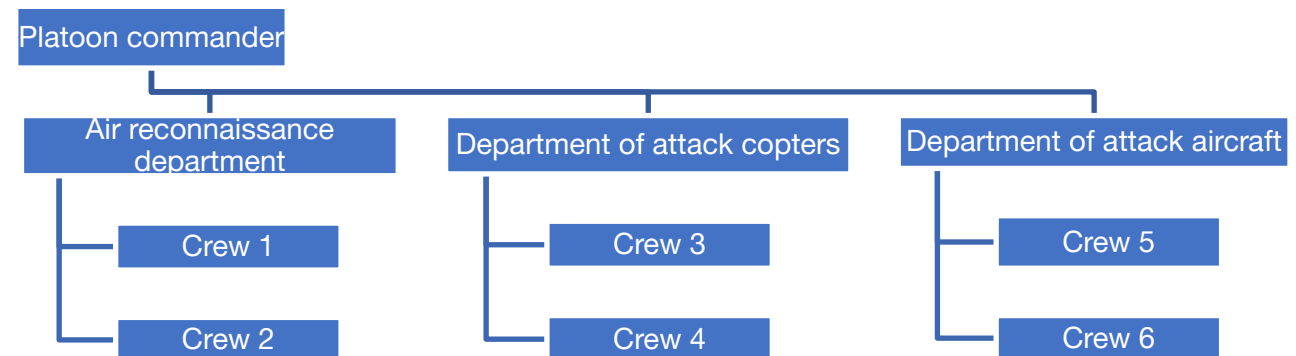 Platoon commander
Air reconnaissance
department
Department of attack copters
Department of attack aircraft
Crew 1
Crew 3
Crew 5
Crew 2
Crew 4
Crew 6